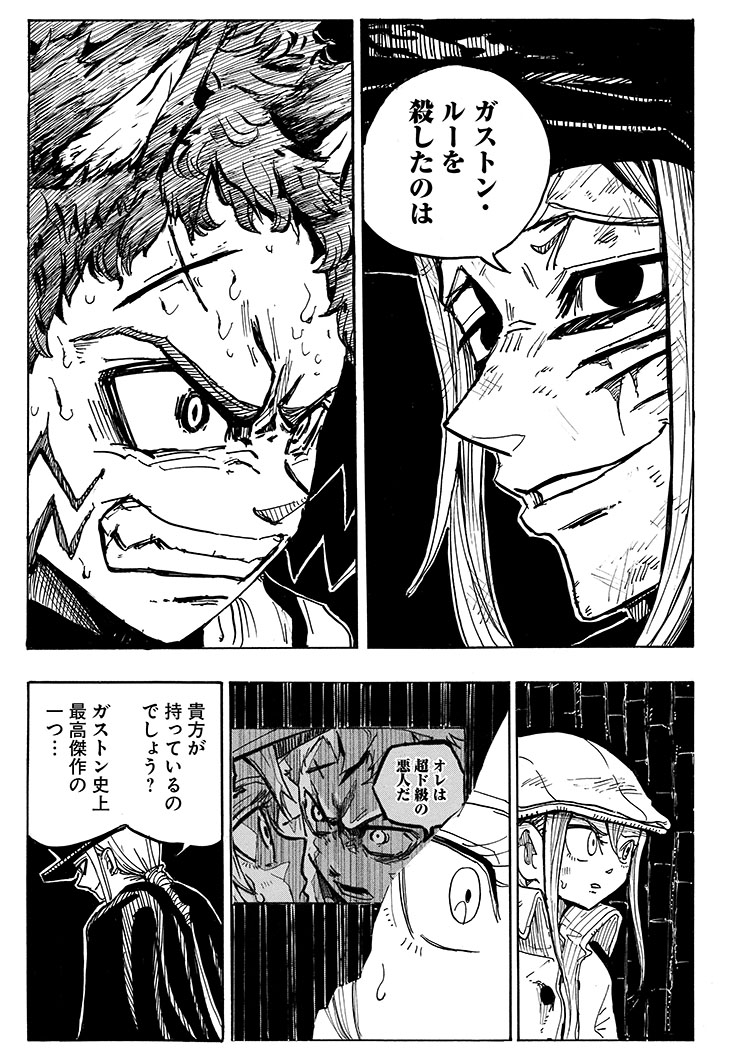 ガストン・
ルーを
殺したのは
オレは
超ド級の
悪人だ
貴方が
持っているの
でしょう?
ガストン史上
最高傑作の
一つ…